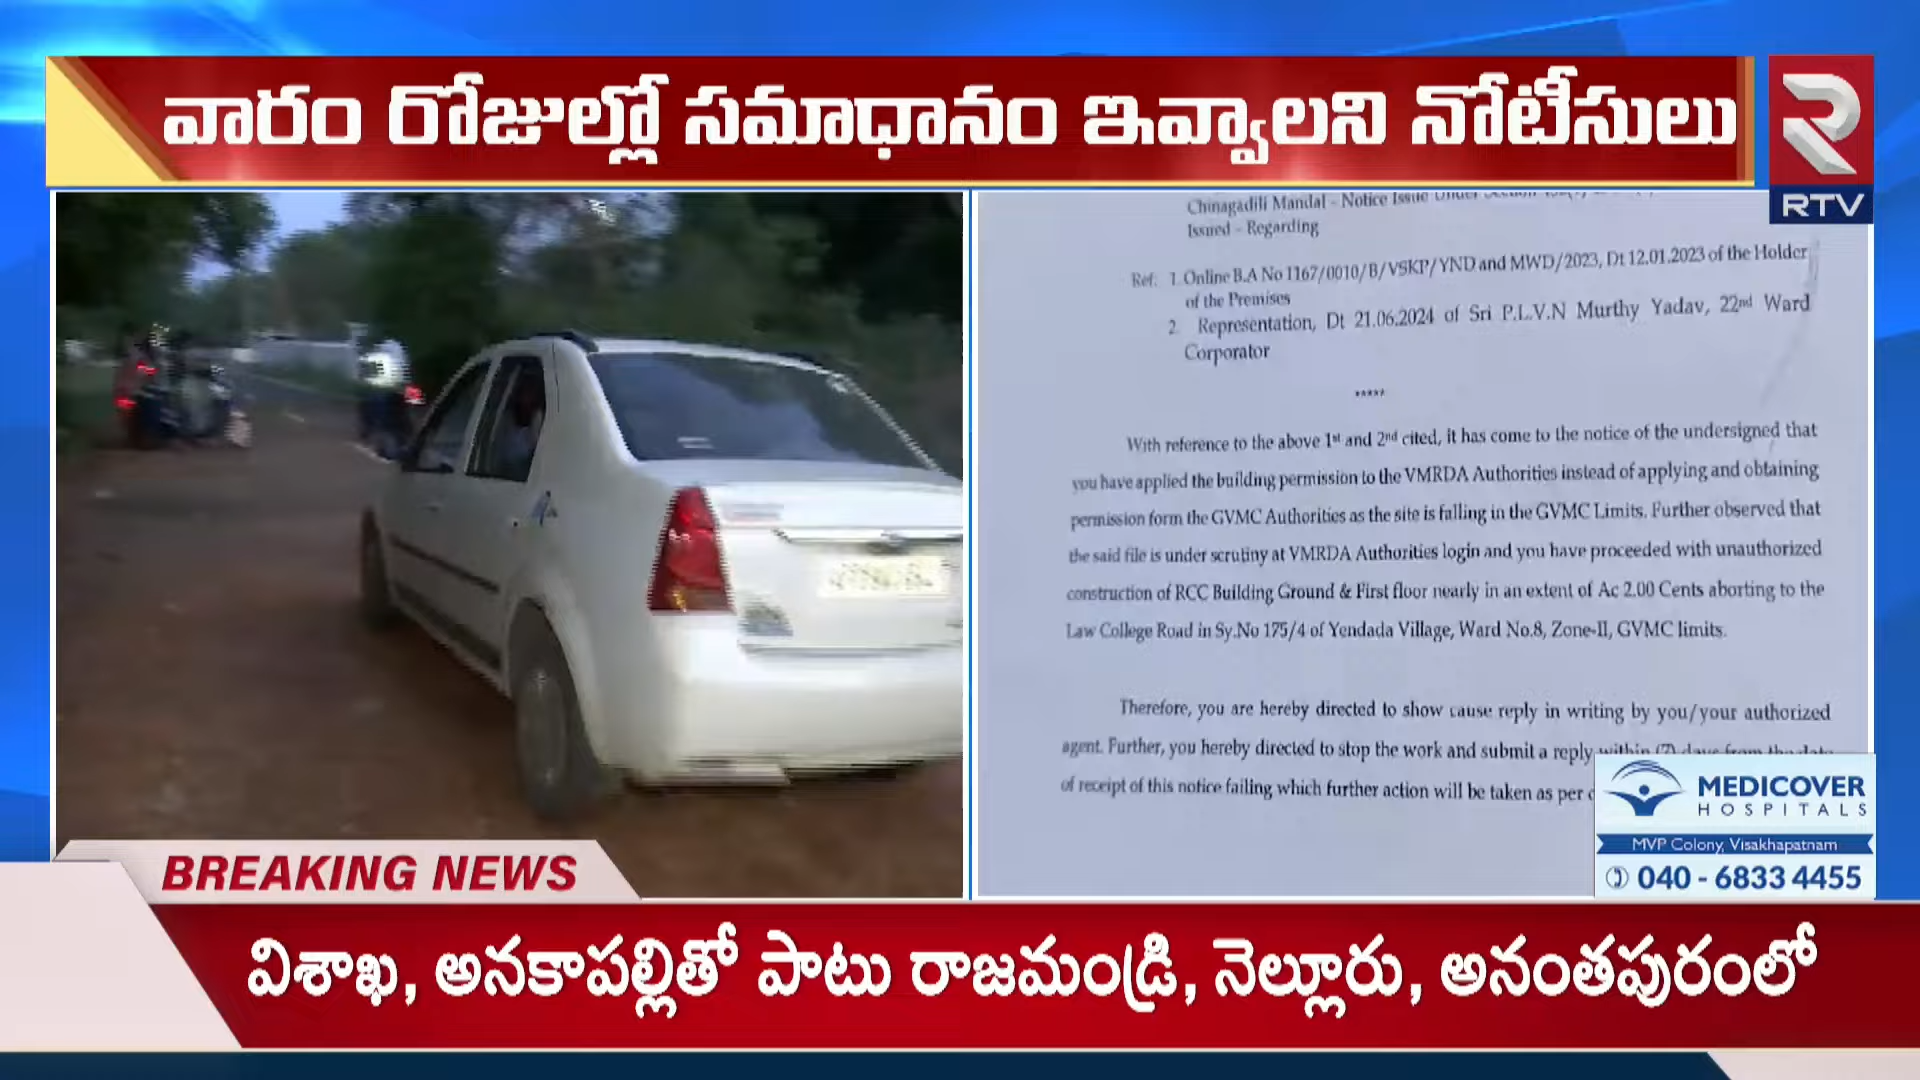 వారం రోజుల్లో సమాధానం ఇవ్వాలని నోటీసులు
RTV
Chinagadili Mandal - Notice Issue Under Section
Issued - Regarding
Ref: 1. Online B.A No 1167/0010/B/VSKP/YND and MWD/2023, Dt 12.01.2023 of the Holder
of the Premises
2. Representation, Dt 21.06.2024 of Sri P.L.V.N Murthy Yadav, 22nd Ward
Corporator
*****
With reference to the above 1st and 2nd cited, it has come to the notice of the undersigned that
you have applied the building permission to the VMRDA Authorities instead of applying and obtaining
permission form the GVMC Authorities as the site is falling in the GVMC Limits. Further observed that
the said file is under scrutiny at VMRDA Authorities login and you have proceeded with unauthorized
construction of RCC Building Ground & First floor nearly in an extent of Ac 2.00 Cents aborting to the
Law College Road in Sy.No 175/4 of Yendada Village, Ward No.8, Zone-II, GVMC limits.
Therefore, you are hereby directed to show cause reply in writing by you/your authorized
agent. Further, you hereby directed to stop the work and submit a reply within (7) days from the date
of receipt of this notice failing which further action will be taken as per
MEDICOVER
HOSPITALS
MVP Colony, Visakhapatnam
040 - 6833 4455
BREAKING NEWS
విశాఖ, అనకాపల్లితో పాటు రాజమండ్రి, నెల్లూరు, అనంతపురంలో